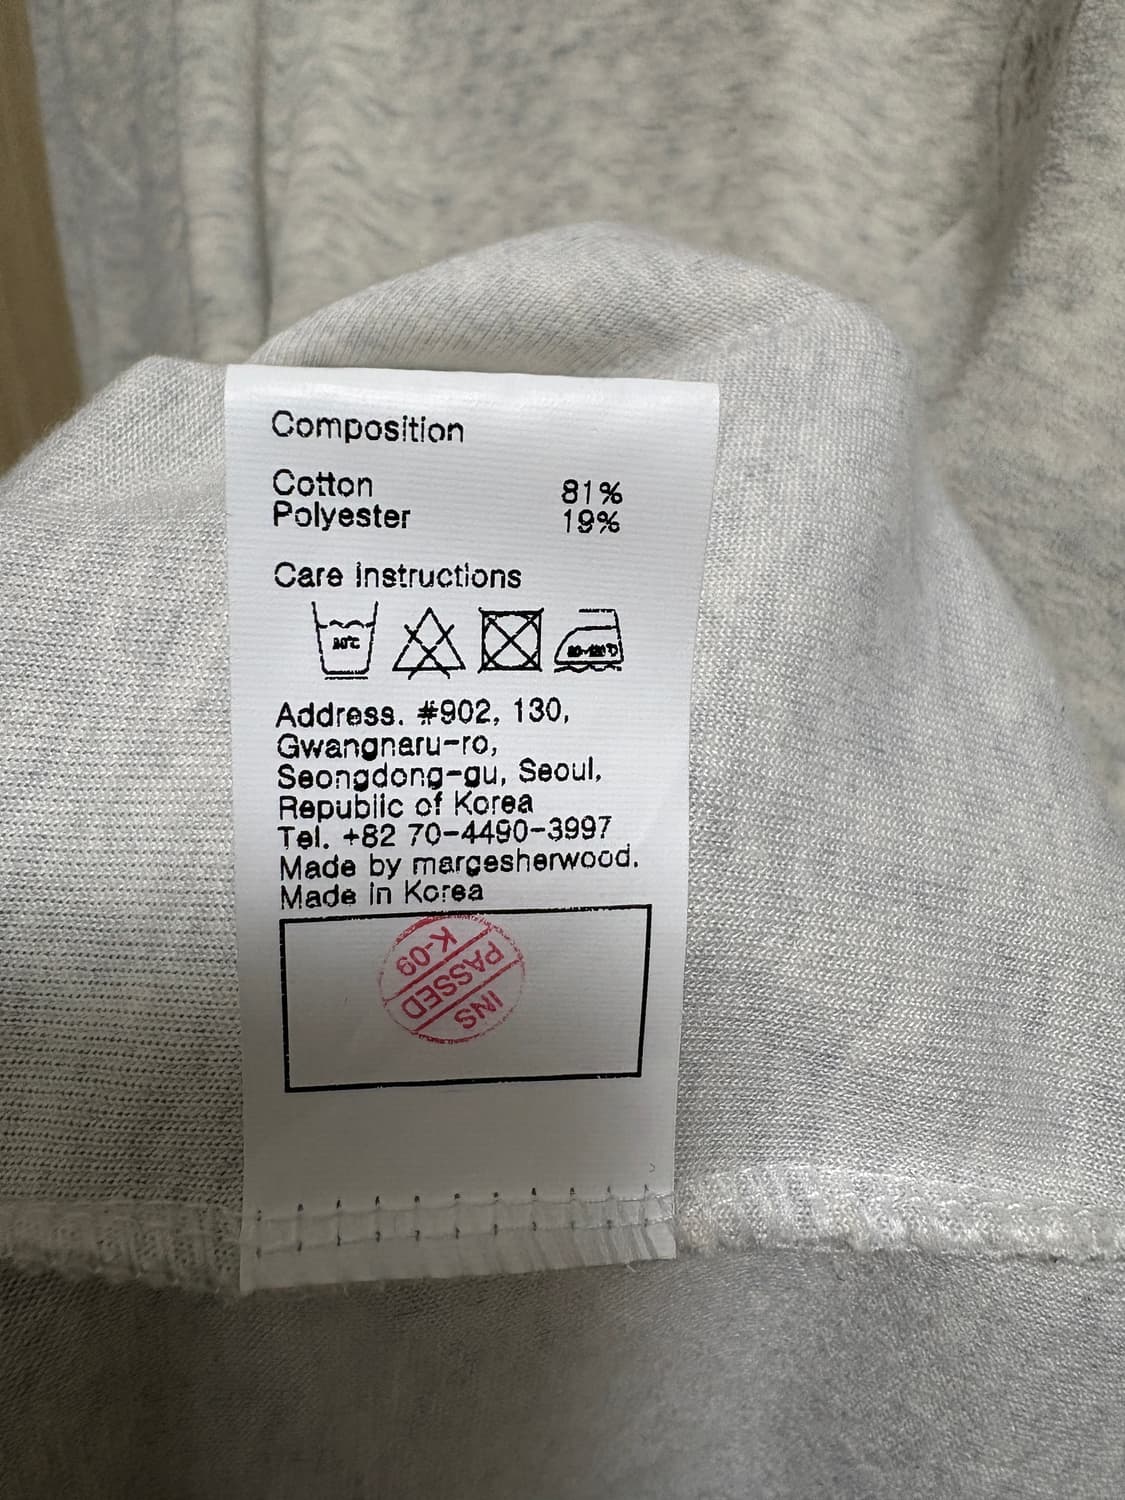 Composition
Cotton 81%
Polyester 19%
Care instructions
Address. #902, 130,
Gwangnaru-ro,
Seongdong-gu, Seoul,
Republic of Korea
Tel. +82 70-4490-3997
Made by margesherwood.
Made in Korea
INS
PASSED
K-09